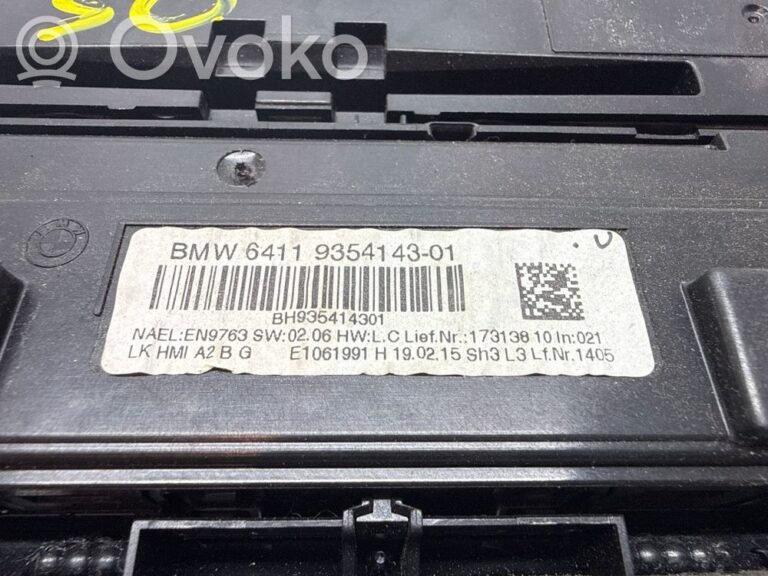 Ovoko
BMW 6411 9354143-01
BH935414301
NAEL:EN9763 SW:02.06 HW:L.C Lief.Nr.:173138 10 In:021
LK HMI A2 B G E1061991 H 19.02.15 Sh3 L3 Lf.Nr.1405